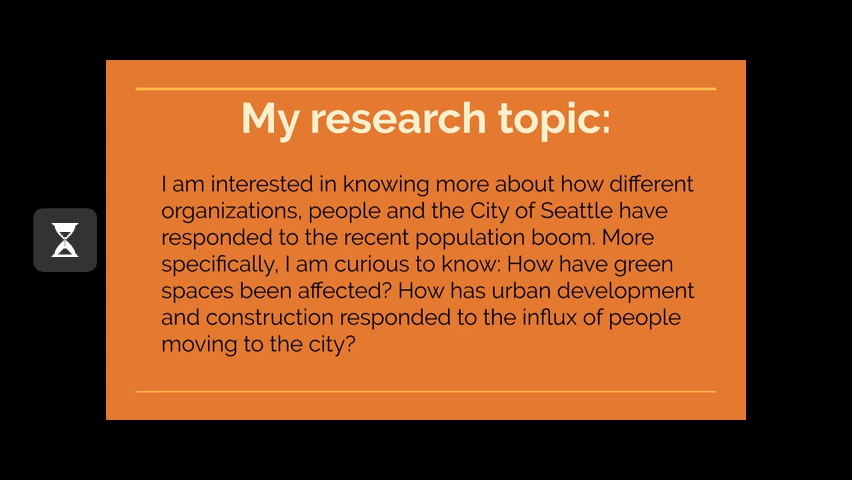 My research topic:
I am interested in knowing more about how different
organizations, people and the City of Seattle have
responded to the recent population boom. More
specifically, I am curious to know: How have green
spaces been affected? How has urban development
and construction responded to the influx of people
moving to the city?